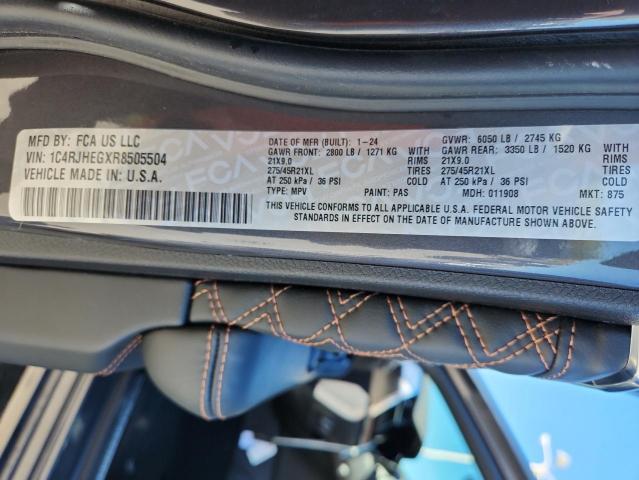 MFD BY: FCA US LLC
VIN: 1C4RJHEGXR8505504
VEHICLE MADE IN U.S.A.
DATE OF MFR (BUILT): 1-24 GVWR: 6050 LB / 2745 KG
GAWR FRONT: 2800 LB / 1271 KG WITH GAWR REAR: 3350 LB / 1520 KG WITH
21X9.0 RIMS 21X9.0 RIMS
275/45R21XL TIRES 275/45R21XL TIRES
AT 250 kPa / 36 PSI COLD AT 250 kPa / 36 PSI COLD
TYPE: MPV PAINT: PAS MDH: 011908 MKT: 875
THIS VEHICLE CONFORMS TO ALL APPLICABLE U.S.A. FEDERAL MOTOR VEHICLE SAFETY
STANDARDS IN EFFECT ON THE DATE OF MANUFACTURE SHOWN ABOVE.